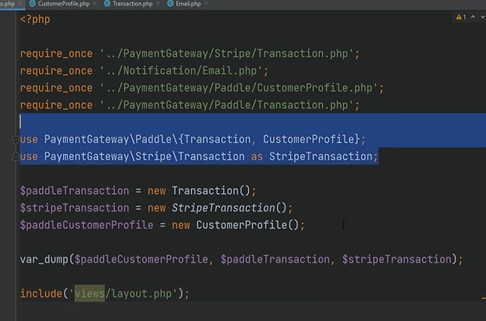 x.php CustomerProfile.php Transaction.php Email.php
1
<?php
require_once '../PaymentGateway/Stripe/Transaction.php';
require_once '../Notification/Email.php';
require_once '../PaymentGateway/Paddle/CustomerProfile.php';
require_once '../PaymentGateway/Paddle/Transaction.php';
use PaymentGateway\Paddle\{Transaction, CustomerProfile};
use PaymentGateway\Stripe\Transaction as StripeTransaction;
$paddleTransaction = new Transaction();
$stripeTransaction = new StripeTransaction();
$paddleCustomerProfile = new CustomerProfile();
var_dump($paddleCustomerProfile, $paddleTransaction, $stripeTransaction);
include('views/layout.php');